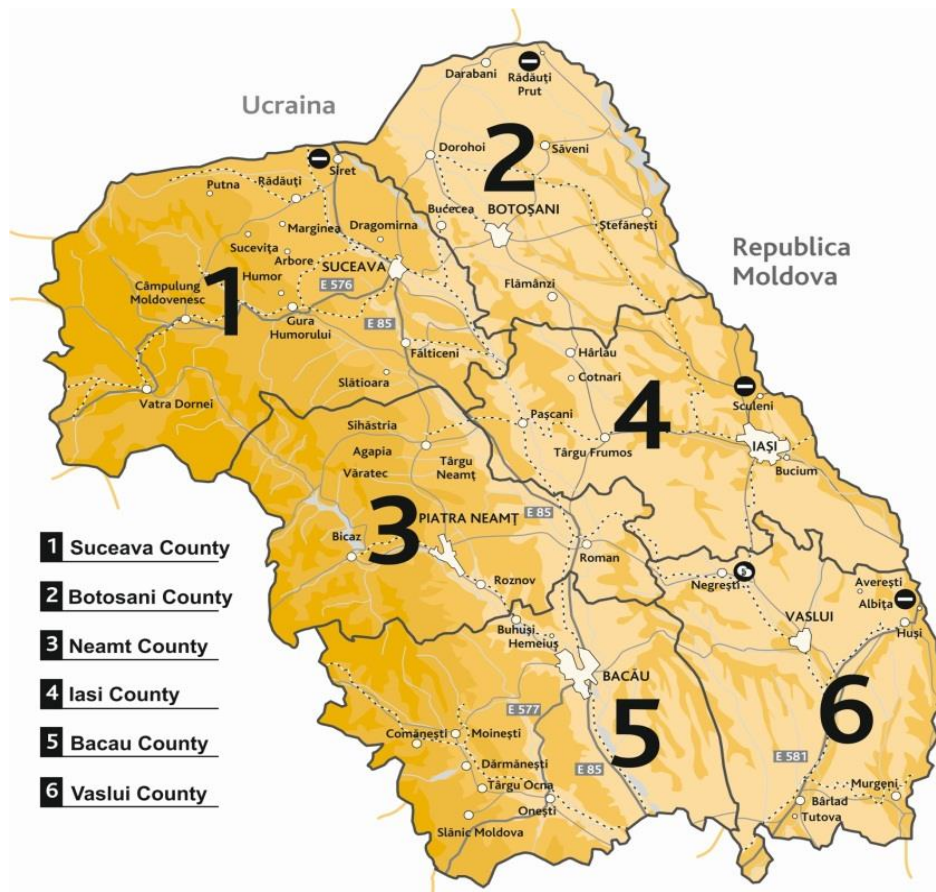 Ucraina
Darabani
Rădăuți
Prut
Dorohoi
2
Săveni
Siret
Putna
Rădăuți
Bucecea
BOTOȘANI
Ștefănești
Marginea
Dragomirna
Sucevița
Arbore
SUCEAVA
Republica
Moldova
Humor
E 576
Flămânzi
Câmpulung
Moldovenesc
1
Gura
Humorului
E 85
Fălticeni
Hârlau
Cotnari
Slătioara
Vatra Dornei
4
Sculeni
Pașcani
Sihăstria
Târgu Frumos
IAȘI
Agapia
Târgu
Neamț
Bucium
Văratec
3
PIATRA NEAMȚ
E 85
Bicaz
Roman
1 Suceava County
Roznov
Negrești
Averești
Albița
2 Botosani County
VASLUI
Huși
Buhuși
Hemeiuș
3 Neamt County
BACĂU
4 Iasi County
E 577
5
6
5 Bacau County
Comănești
Moinești
E 85
E 581
Dărmănești
6 Vaslui County
Târgu Ocna
Murgeni
Onești
Bârlad
Tutova
Slănic Moldova